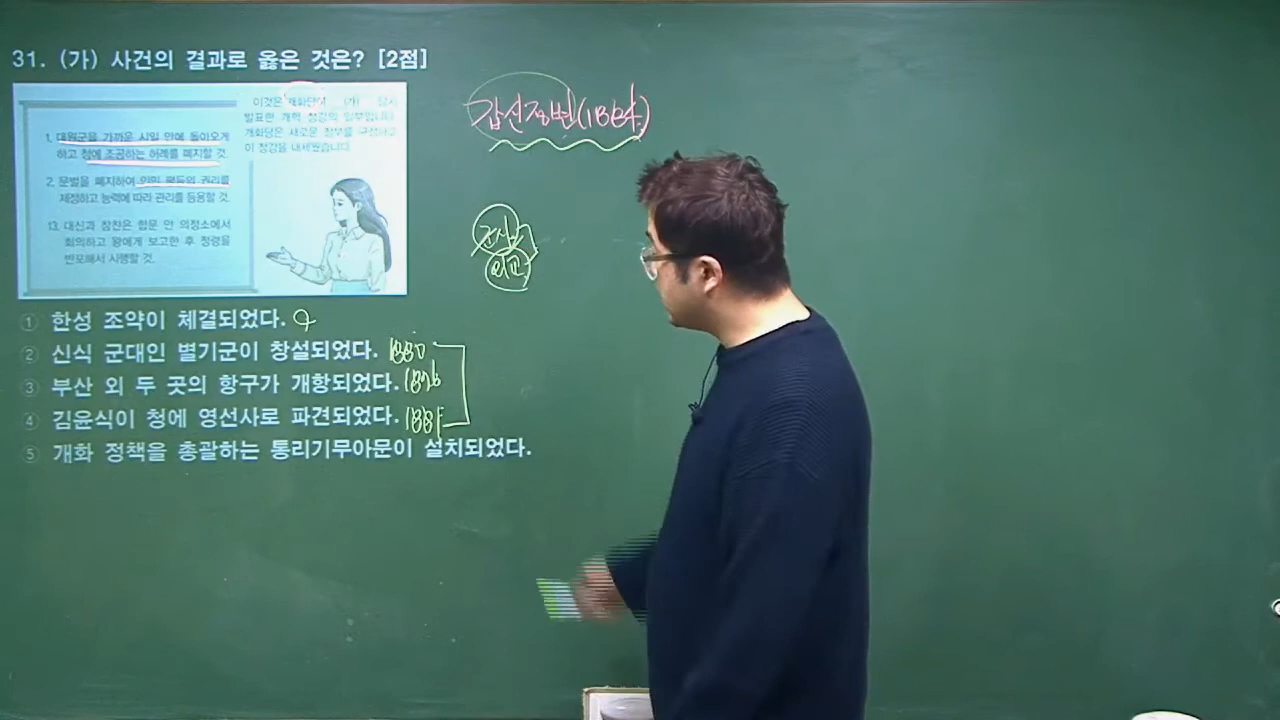 31. (가) 사건의 결과로 옳은 것은? [2점]
이것은 개화당이 (가) 당시
발표한 개혁 정강의 일부입니다.
개화당은 새로운 정부를 구성하고
이 정강을 내세웠습니다.
1. 대원군을 가까운 시일 안에 돌아오게
하고 청에 조공하는 허례를 폐지할 것.
2. 문벌을 폐지하여 인민 평등의 권리를
제정하고 능력에 따라 관리를 등용할 것.
13. 대신과 참찬은 합문 안 의정소에서
회의하고 왕에게 보고한 후 정령을
반포해서 시행할 것.
① 한성 조약이 체결되었다.
② 신식 군대인 별기군이 창설되었다. 1880
③ 부산 외 두 곳의 항구가 개항되었다. 1876
④ 김윤식이 청에 영선사로 파견되었다. 1881
⑤ 개화 정책을 총괄하는 통리기무아문이 설치되었다.
갑신정변(1884)
외교